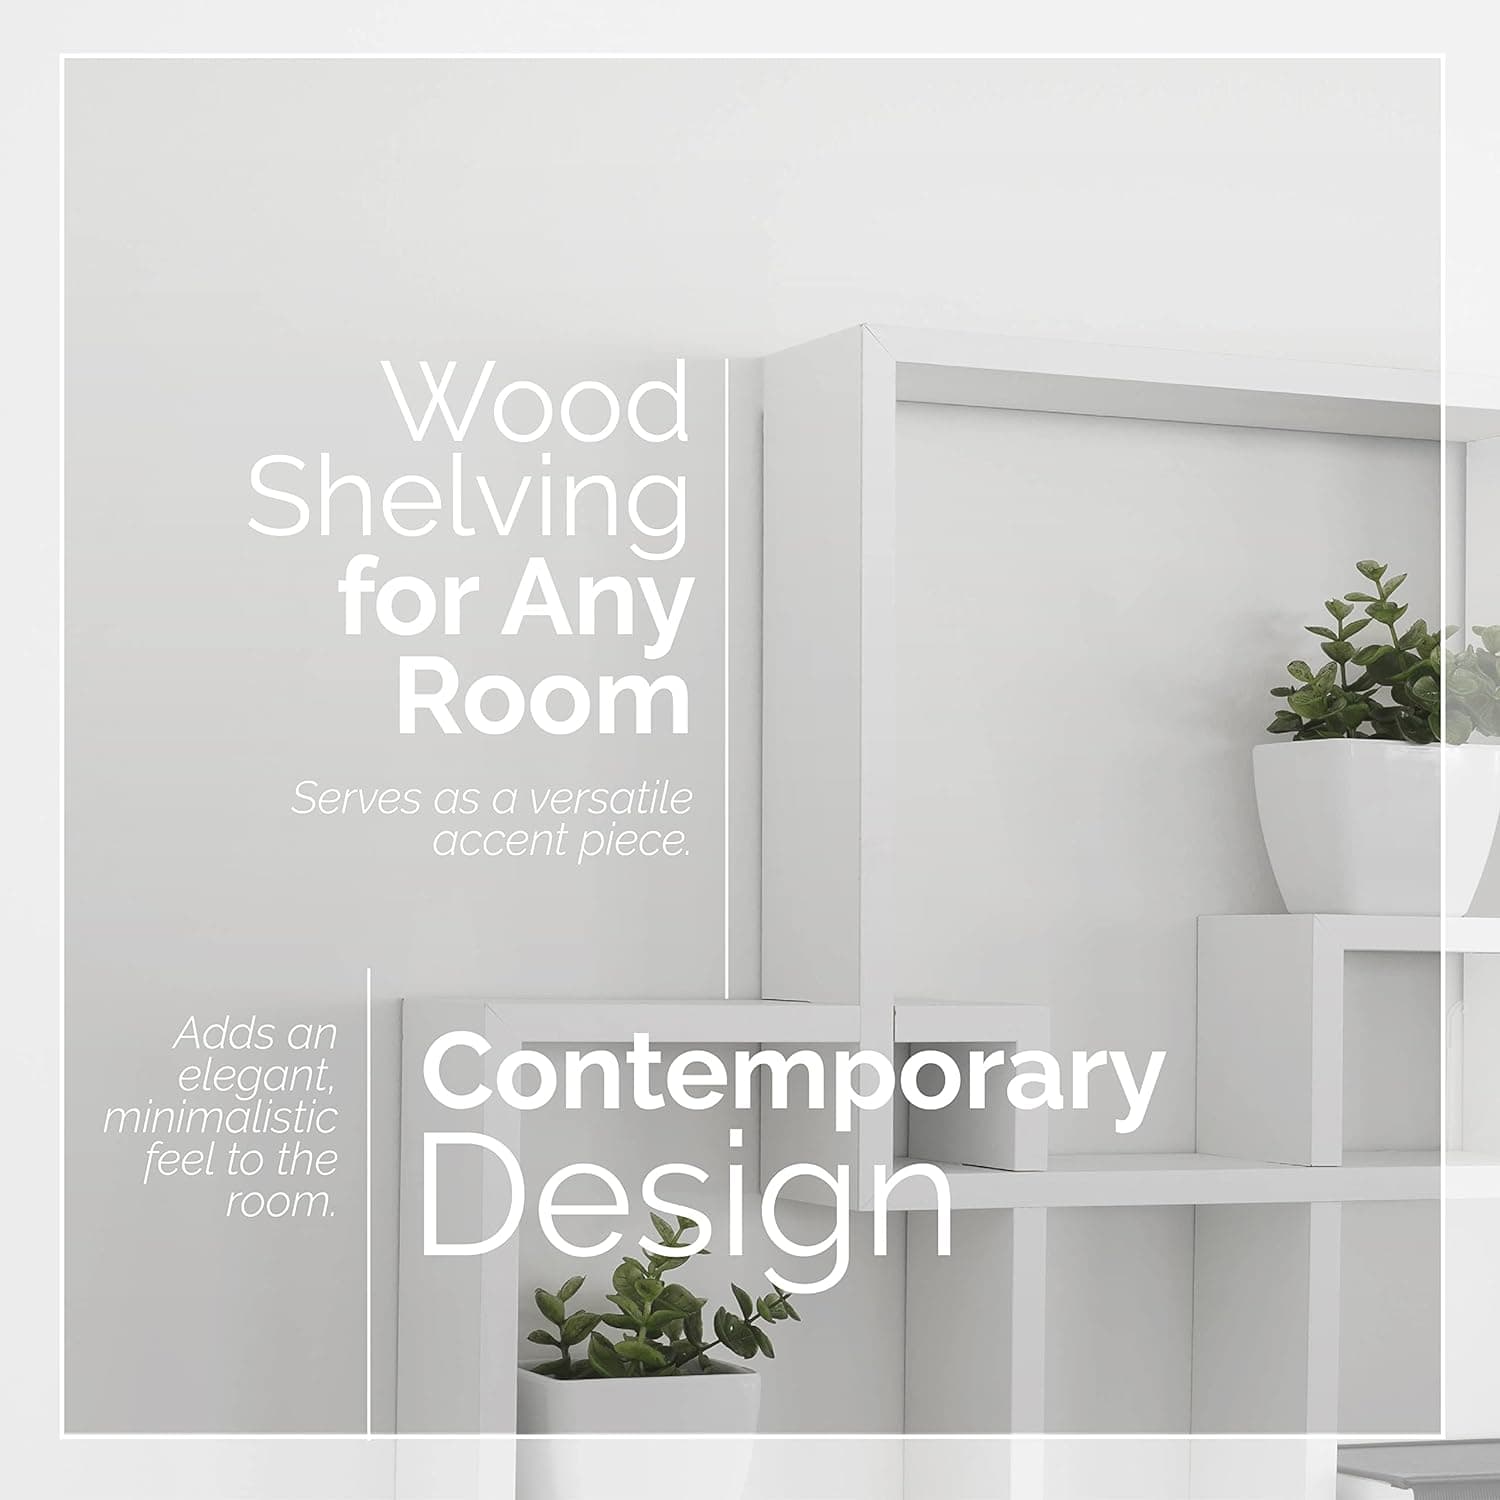 Wood
Shelving
for Any
Room
Serves as a versatile
accent piece.
Adds an
elegant,
minimalistic
feel to the
room.
Contemporary
Design